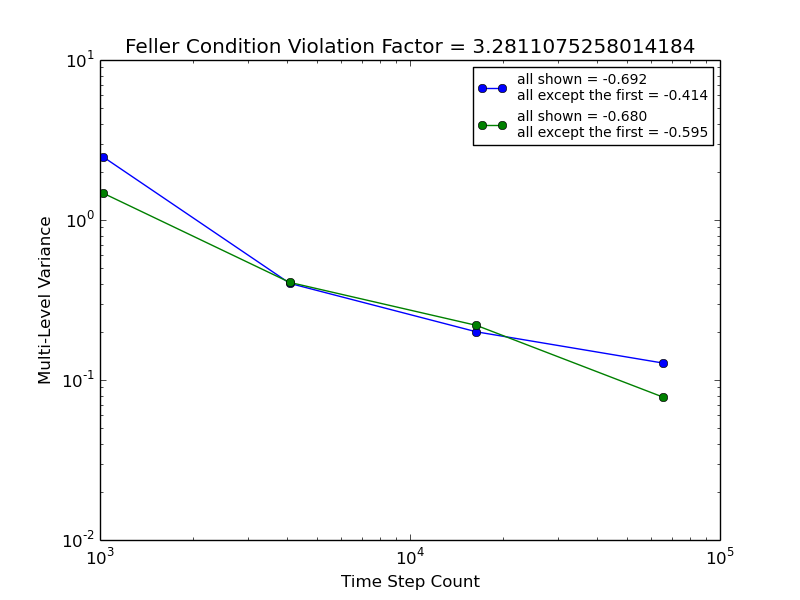 Feller Condition Violation Factor = 3.2811075258014184
all shown = -0.692
all except the first = -0.414
all shown = -0.680
all except the first = -0.595
Multi-Level Variance
10^1
10^0
10^-1
10^-2
10^3
10^4
10^5
Time Step Count